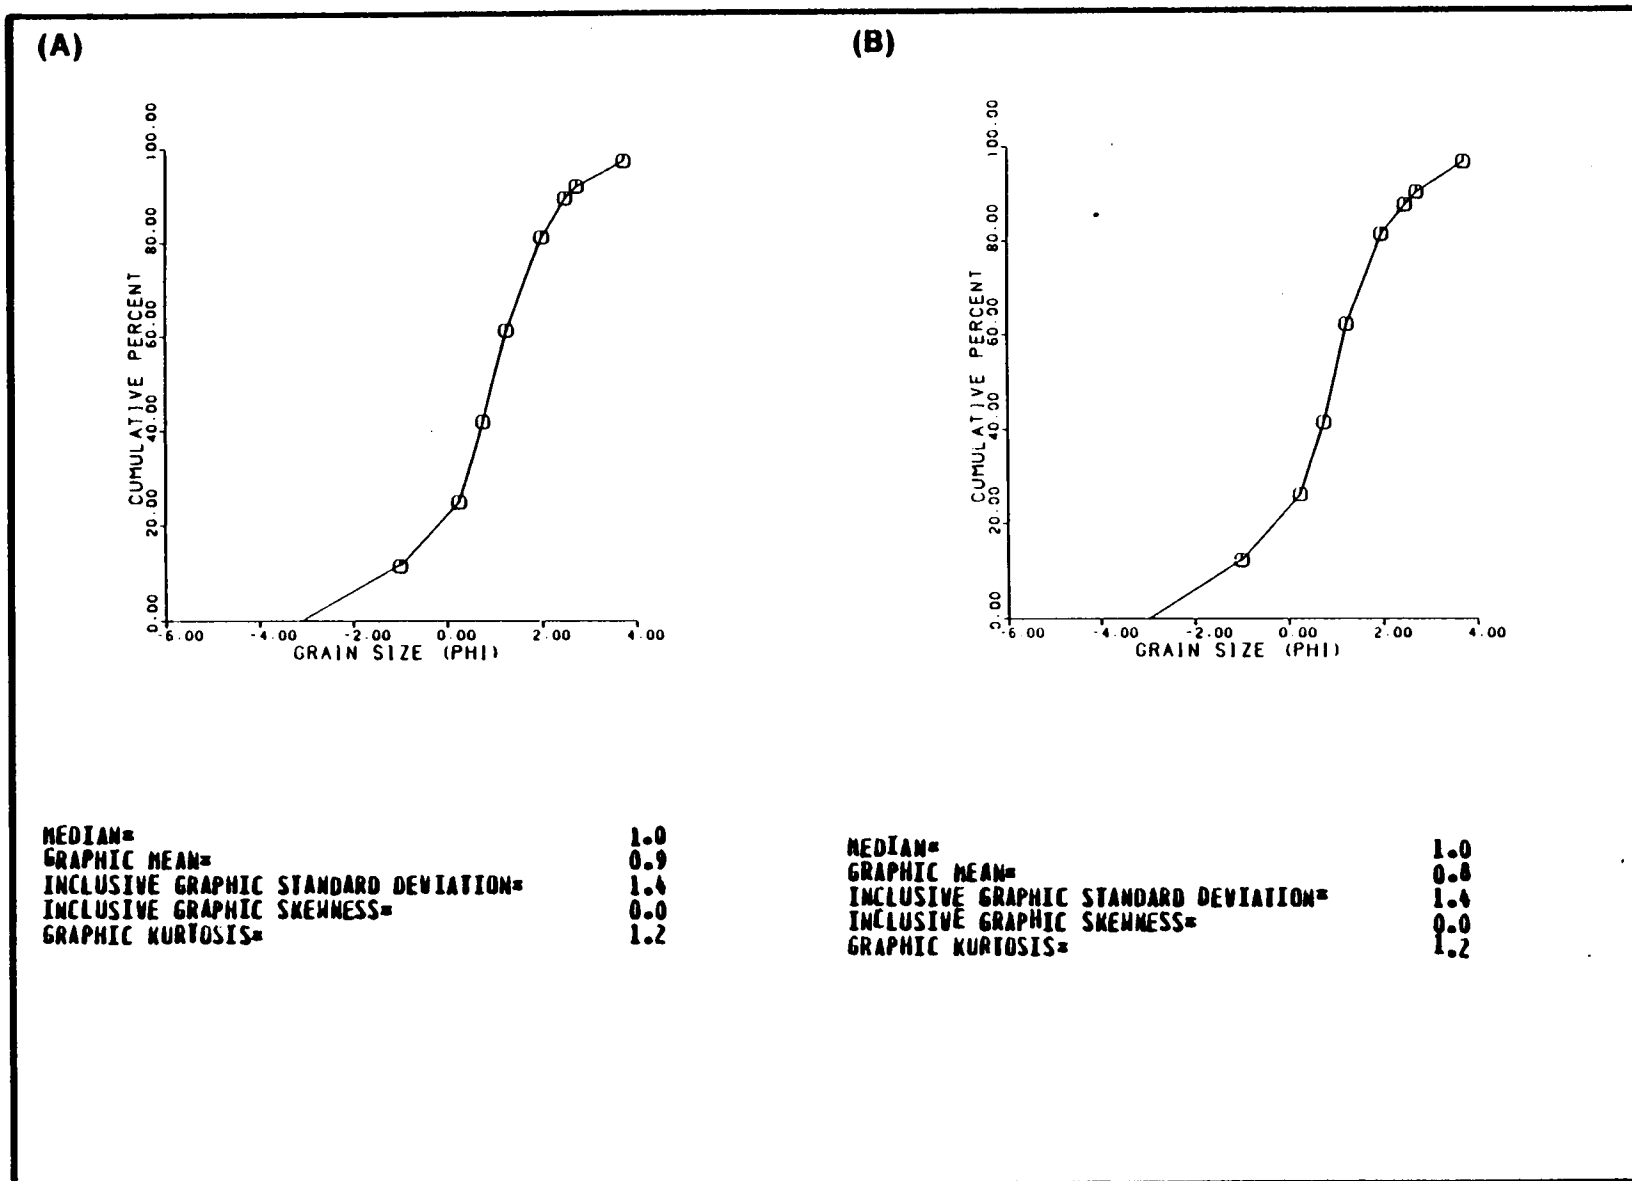 (A)
(B)
100.00
80.00
60.00
40.00
20.00
0.00
CUMULATIVE PERCENT
-6.00 -4.00 -2.00 0.00 2.00 4.00
GRAIN SIZE (PHI)
100.00
80.00
60.00
40.00
20.00
0.00
CUMULATIVE PERCENT
-6.00 -4.00 -2.00 0.00 2.00 4.00
GRAIN SIZE (PHI)
MEDIAN= 1.0
GRAPHIC MEAN= 0.9
INCLUSIVE GRAPHIC STANDARD DEVIATION= 1.4
INCLUSIVE GRAPHIC SKEWNESS= 0.0
GRAPHIC KURTOSIS= 1.2
MEDIAN= 1.0
GRAPHIC MEAN= 0.8
INCLUSIVE GRAPHIC STANDARD DEVIATION= 1.4
INCLUSIVE GRAPHIC SKEWNESS= 0.0
GRAPHIC KURTOSIS= 1.2